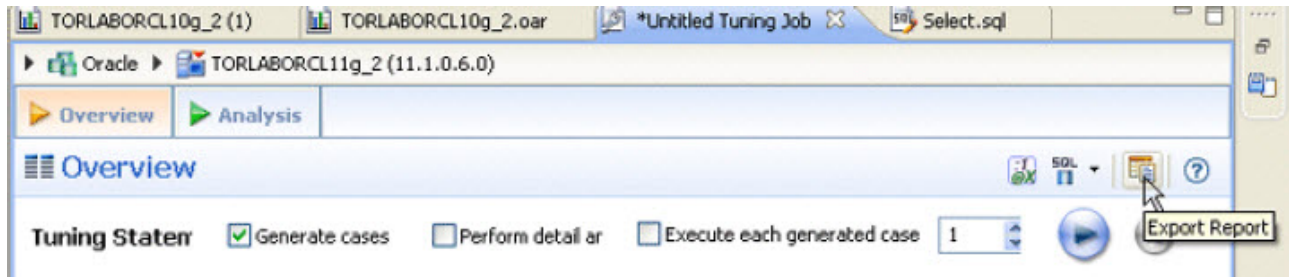 TORLABORCL10g_2 (1) TORLABORCL10g_2.oar *Untitled Tuning Job Select.sql
Oracle TORLABORCL11g_2 (11.1.0.6.0)
Overview Analysis
Overview SQL
Tuning Statem Generate cases Perform detail ar Execute each generated case 1
Export Report